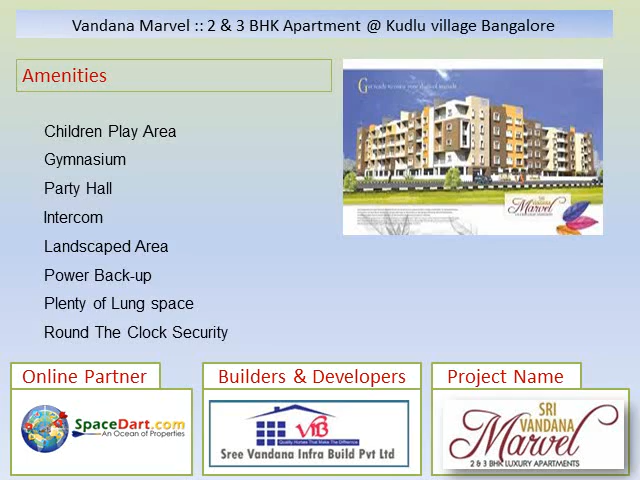 Vandana Marvel :: 2 & 3 BHK Apartment @ Kudlu village Bangalore
Amenities
Children Play Area
Gymnasium
Party Hall
Intercom
Landscaped Area
Power Back-up
Plenty of Lung space
Round The Clock Security
SRI
VANDANA
Marvel
Online Partner
SpaceDart.com
An Ocean of Properties
Builders & Developers
VIB
Quality Homes That Make The Difference
Sree Vandana Infra Build Pvt Ltd
Project Name
SRI
VANDANA
Marvel
2 & 3 BHK LUXURY APARTMENTS